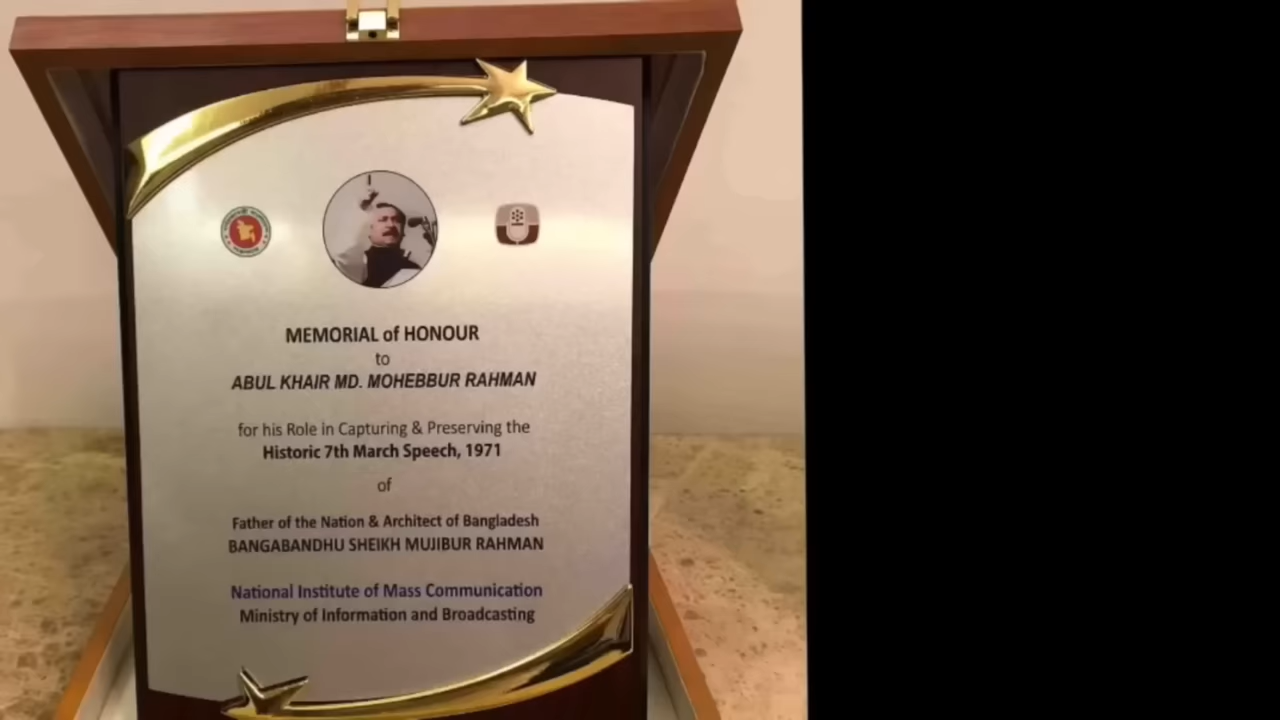 MEMORIAL of HONOUR
to
ABUL KHAIR MD. MOHEBBUR RAHMAN
for his Role in Capturing & Preserving the
Historic 7th March Speech, 1971
of
Father of the Nation & Architect of Bangladesh
BANGABANDHU SHEIKH MUJIBUR RAHMAN
National Institute of Mass Communication
Ministry of Information and Broadcasting